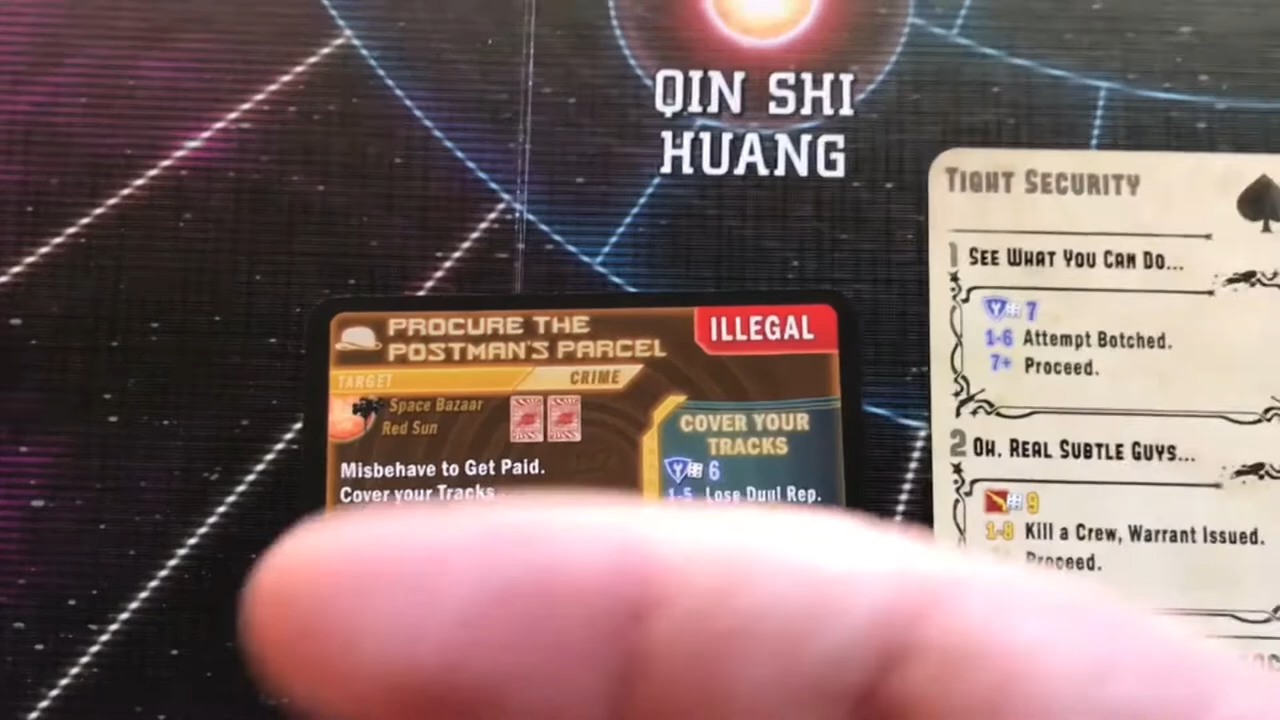 QIN SHI
HUANG
PROCURE THE
POSTMAN'S PARCEL
ILLEGAL
TARGET
CRIME
Space Bazaar
Red Sun
Misbehave to Get Paid.
Cover your Tracks
COVER YOUR
TRACKS
6
1-5 Lose Duul Rep.
TIGHT SECURITY
1 SEE WHAT YOU CAN DO...
7
1-6 Attempt Botched.
7+ Proceed.
2 OH, REAL SUBTLE GUYS...
9
1-8 Kill a Crew, Warrant Issued.
Proceed.